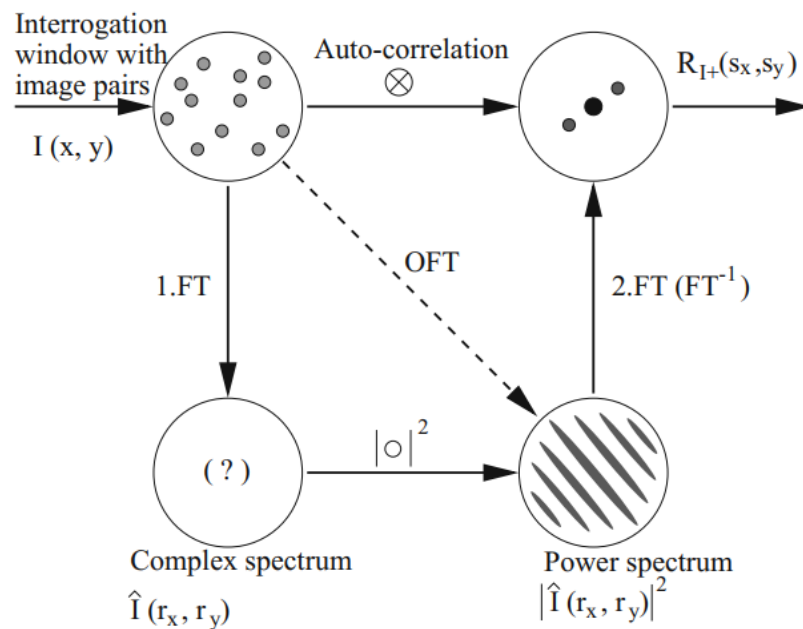 Interrogation
window with
image pairs
I (x, y)
Auto-correlation
⊗
R_{I+}(s_x,s_y)
1.FT
OFT
2.FT (FT^{-1})
( ? )
|○|^2
Complex spectrum
Î (r_x, r_y)
Power spectrum
|Î (r_x, r_y)|^2